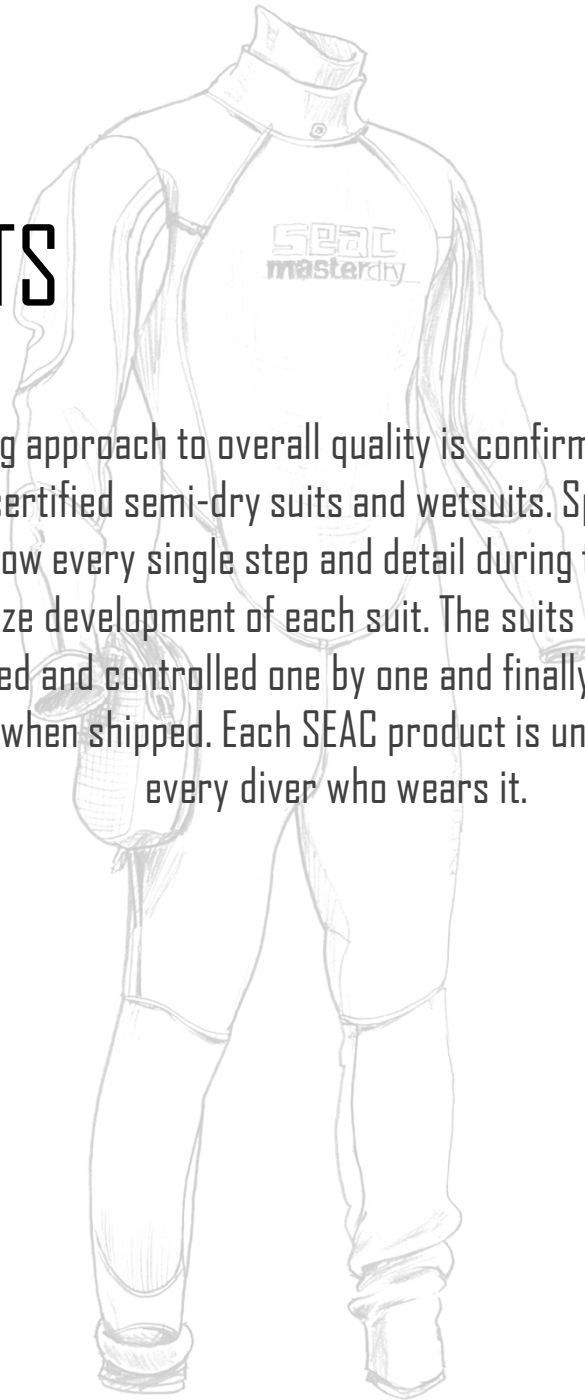 TS
seac
masterdry_
g approach to overall quality is confirm
certified semi-dry suits and wetsuits. Sp
ow every single step and detail during t
ze development of each suit. The suits
ed and controlled one by one and finally
when shipped. Each SEAC product is un
every diver who wears it.